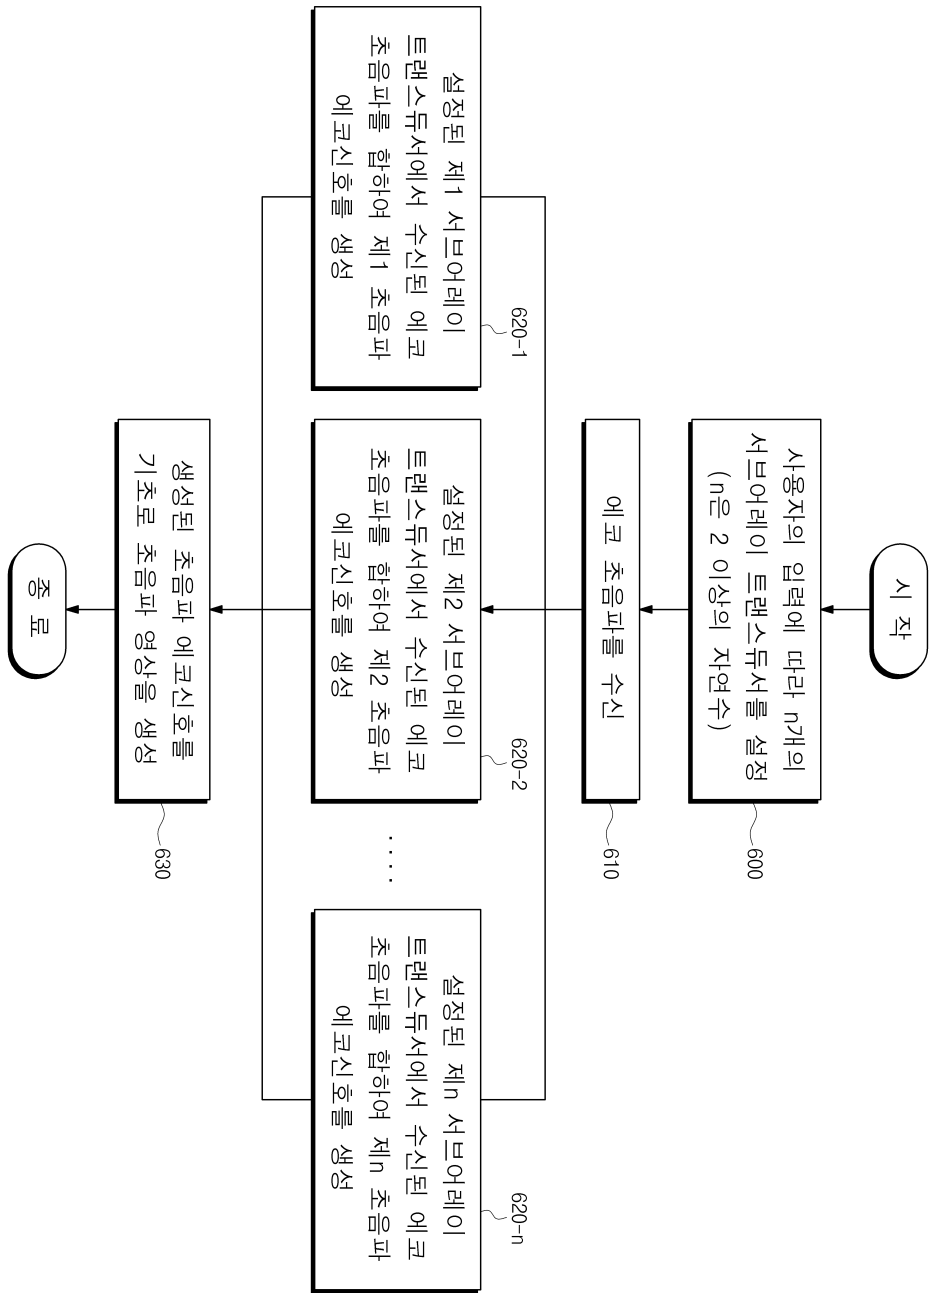 시 작
사용자의 입력에 따라 n개의
서브어레이 트랜스듀서를 설정
(n은 2 이상의 자연수)
600
에코 초음파를 수신
610
설정된 제1 서브어레이
트랜스듀서에서 수신된 에코
초음파를 합하여 제1 초음파
에코신호를 생성
620-1
설정된 제2 서브어레이
트랜스듀서에서 수신된 에코
초음파를 합하여 제2 초음파
에코신호를 생성
620-2
....
설정된 제n 서브어레이
트랜스듀서에서 수신된 에코
초음파를 합하여 제n 초음파
에코신호를 생성
620-n
생성된 초음파 에코신호를
기초로 초음파 영상을 생성
630
종 료